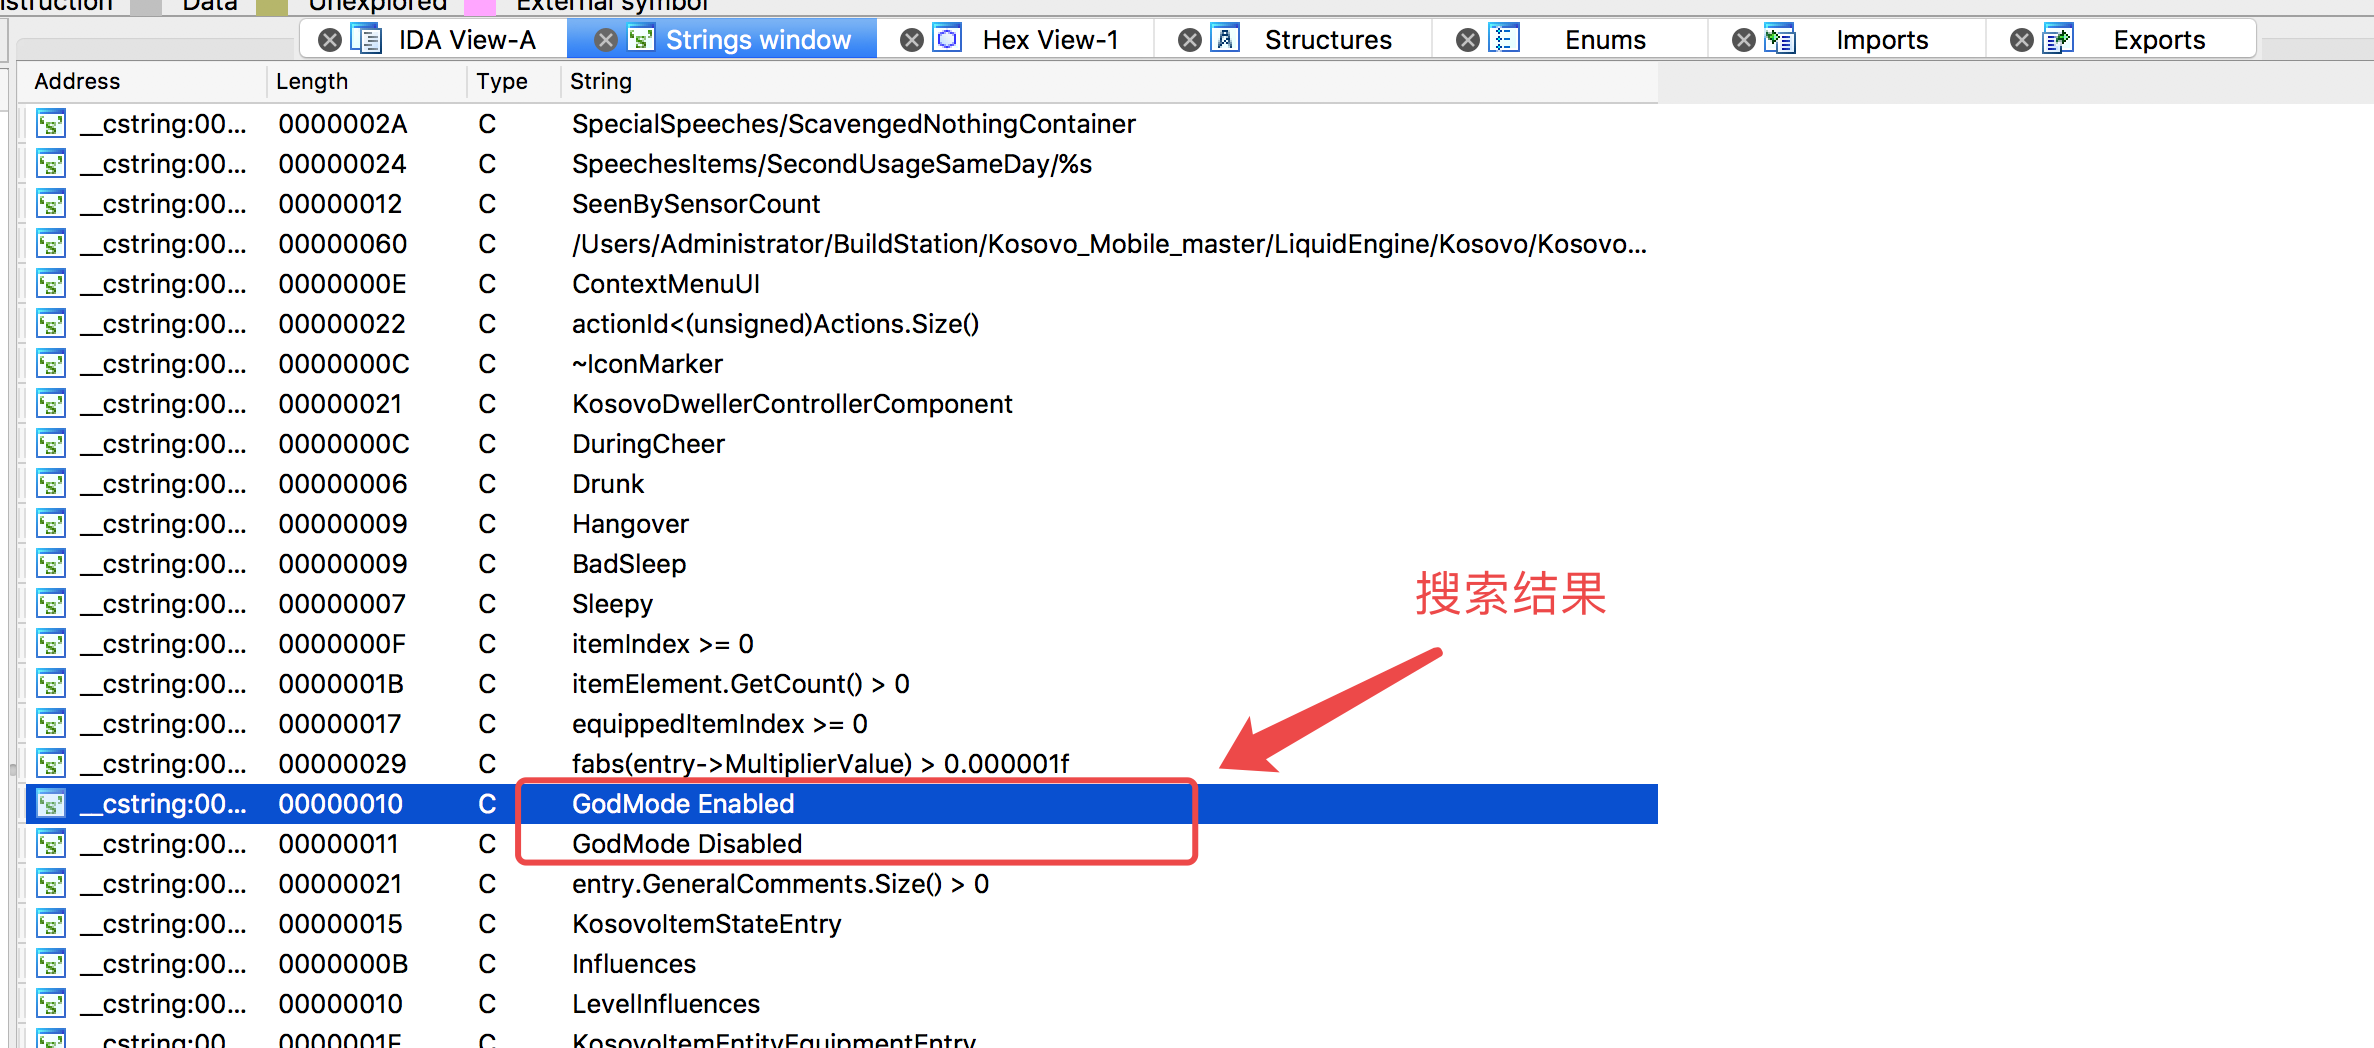 nstruction Data Unexplored External symbol
IDA View-A Strings window Hex View-1 Structures Enums Imports Exports
Address Length Type String
__cstring:00... 0000002A C SpecialSpeeches/ScavengedNothingContainer
__cstring:00... 00000024 C SpeechesItems/SecondUsageSameDay/%s
__cstring:00... 00000012 C SeenBySensorCount
__cstring:00... 00000060 C /Users/Administrator/BuildStation/Kosovo_Mobile_master/LiquidEngine/Kosovo/Kosovo...
__cstring:00... 0000000E C ContextMenuUI
__cstring:00... 00000022 C actionId<(unsigned)Actions.Size()
__cstring:00... 0000000C C ~IconMarker
__cstring:00... 00000021 C KosovoDwellerControllerComponent
__cstring:00... 0000000C C DuringCheer
__cstring:00... 00000006 C Drunk
__cstring:00... 00000009 C Hangover
__cstring:00... 00000009 C BadSleep
__cstring:00... 00000007 C Sleepy
搜索结果
__cstring:00... 0000000F C itemIndex >= 0
__cstring:00... 0000001B C itemElement.GetCount() > 0
__cstring:00... 00000017 C equippedItemIndex >= 0
__cstring:00... 00000029 C fabs(entry->MultiplierValue) > 0.000001f
__cstring:00... 00000010 C GodMode Enabled
__cstring:00... 00000011 C GodMode Disabled
__cstring:00... 00000021 C entry.GeneralComments.Size() > 0
__cstring:00... 00000015 C KosovoItemStateEntry
__cstring:00... 0000000B C Influences
__cstring:00... 00000010 C LevelInfluences
__cstring:00... 0000001F C KosovoItemEntityEquipmentEntry